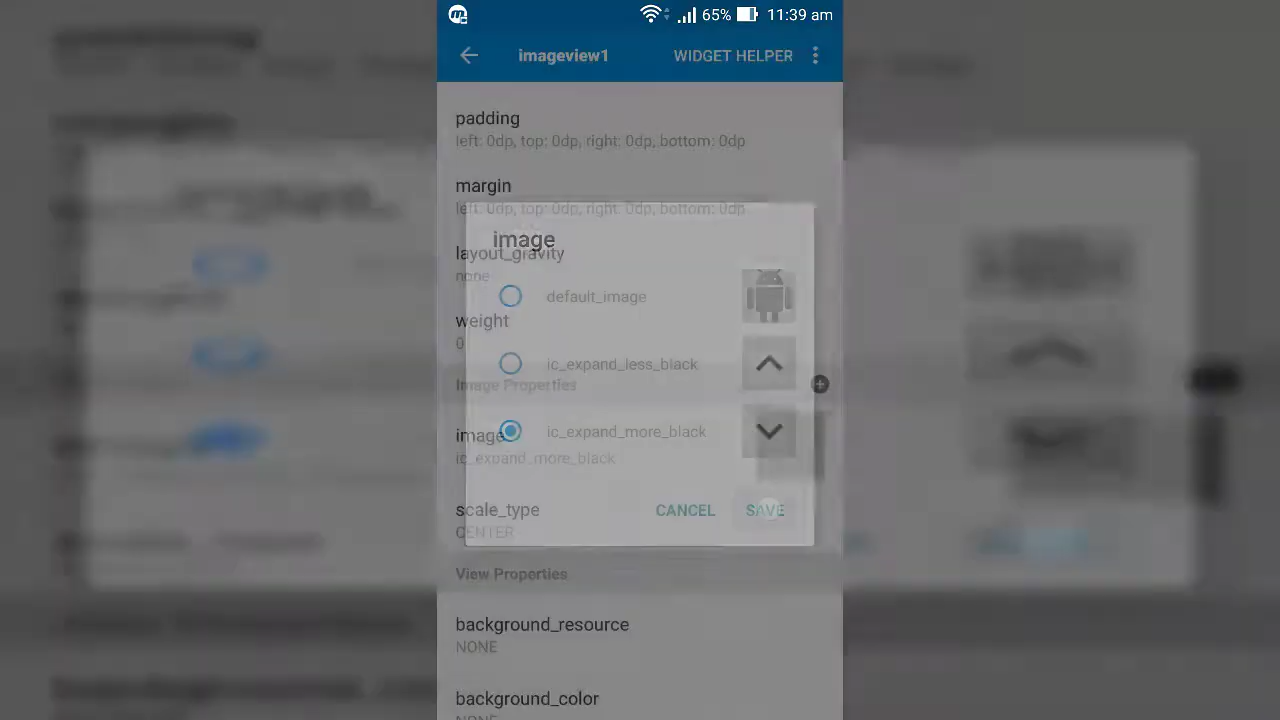 65% 11:39 am
imageview1 WIDGET HELPER
padding
left: 0dp, top: 0dp, right: 0dp, bottom: 0dp
margin
left: 0dp, top: 0dp, right: 0dp, bottom: 0dp
image
layout_gravity
none
default_image
weight
0
ic_expand_less_black
Image Properties
image
ic_expand_more_black
ic_expand_more_black
scale_type
CANCEL SAVE
CENTER
View Properties
background_resource
NONE
background_color
NONE